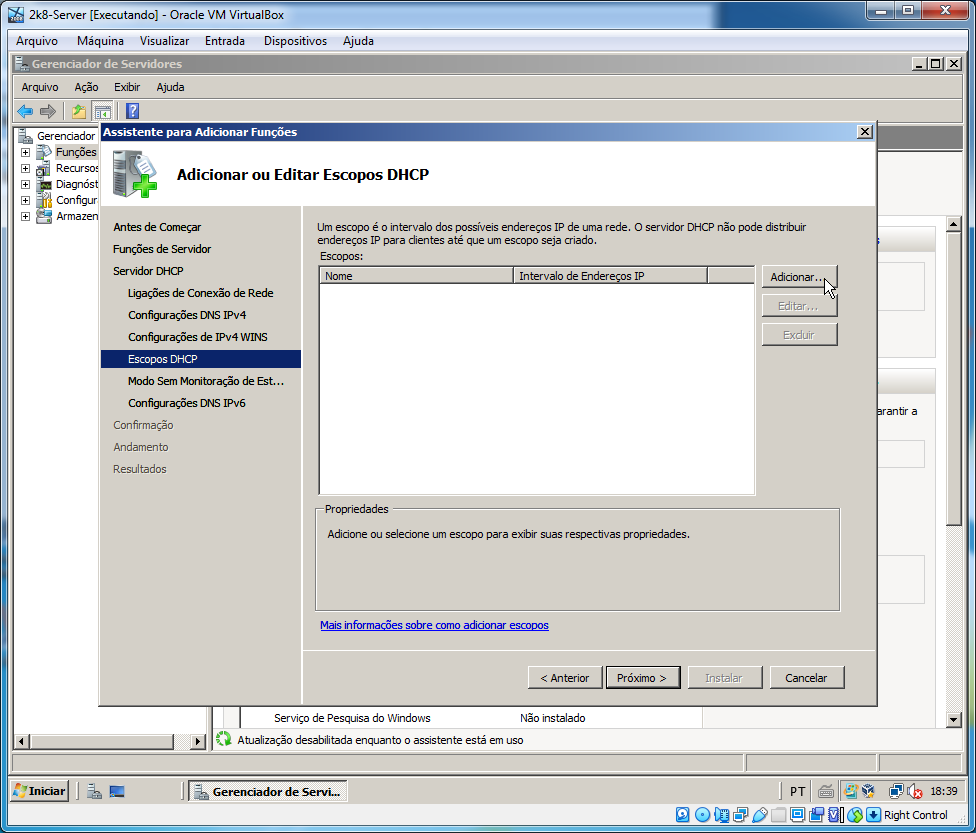 2k8-Server [Executando] - Oracle VM VirtualBox
Arquivo Máquina Visualizar Entrada Dispositivos Ajuda
Gerenciador de Servidores
Arquivo Ação Exibir Ajuda
Gerenciador
Funções
Recursos
Diagnóst
Configur
Armazen
Assistente para Adicionar Funções
Adicionar ou Editar Escopos DHCP
Antes de Começar
Funções de Servidor
Servidor DHCP
Ligações de Conexão de Rede
Configurações DNS IPv4
Configurações de IPv4 WINS
Escopos DHCP
Modo Sem Monitoração de Est...
Configurações DNS IPv6
Confirmação
Andamento
Resultados
Um escopo é o intervalo dos possíveis endereços IP de uma rede. O servidor DHCP não pode distribuir
endereços IP para clientes até que um escopo seja criado.
Escopos:
Nome Intervalo de Endereços IP
Adicionar...
Editar...
Excluir
Propriedades
Adicione ou selecione um escopo para exibir suas respectivas propriedades.
Mais informações sobre como adicionar escopos
< Anterior Próximo > Instalar Cancelar
arantir a
Serviço de Pesquisa do Windows Não instalado
Atualização desabilitada enquanto o assistente está em uso
Iniciar Gerenciador de Servi... PT 18:39
Right Control